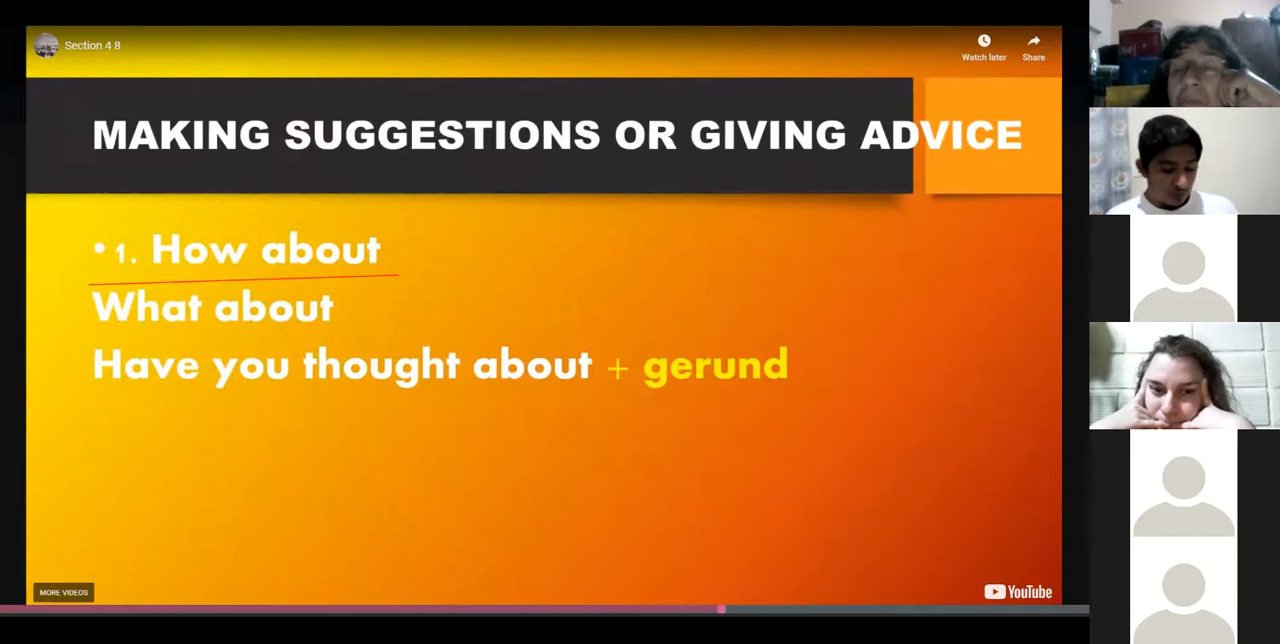 Section 4 8
Watch later
Share
MAKING SUGGESTIONS OR GIVING ADVICE
• 1. How about
What about
Have you thought about + gerund
MORE VIDEOS
YouTube